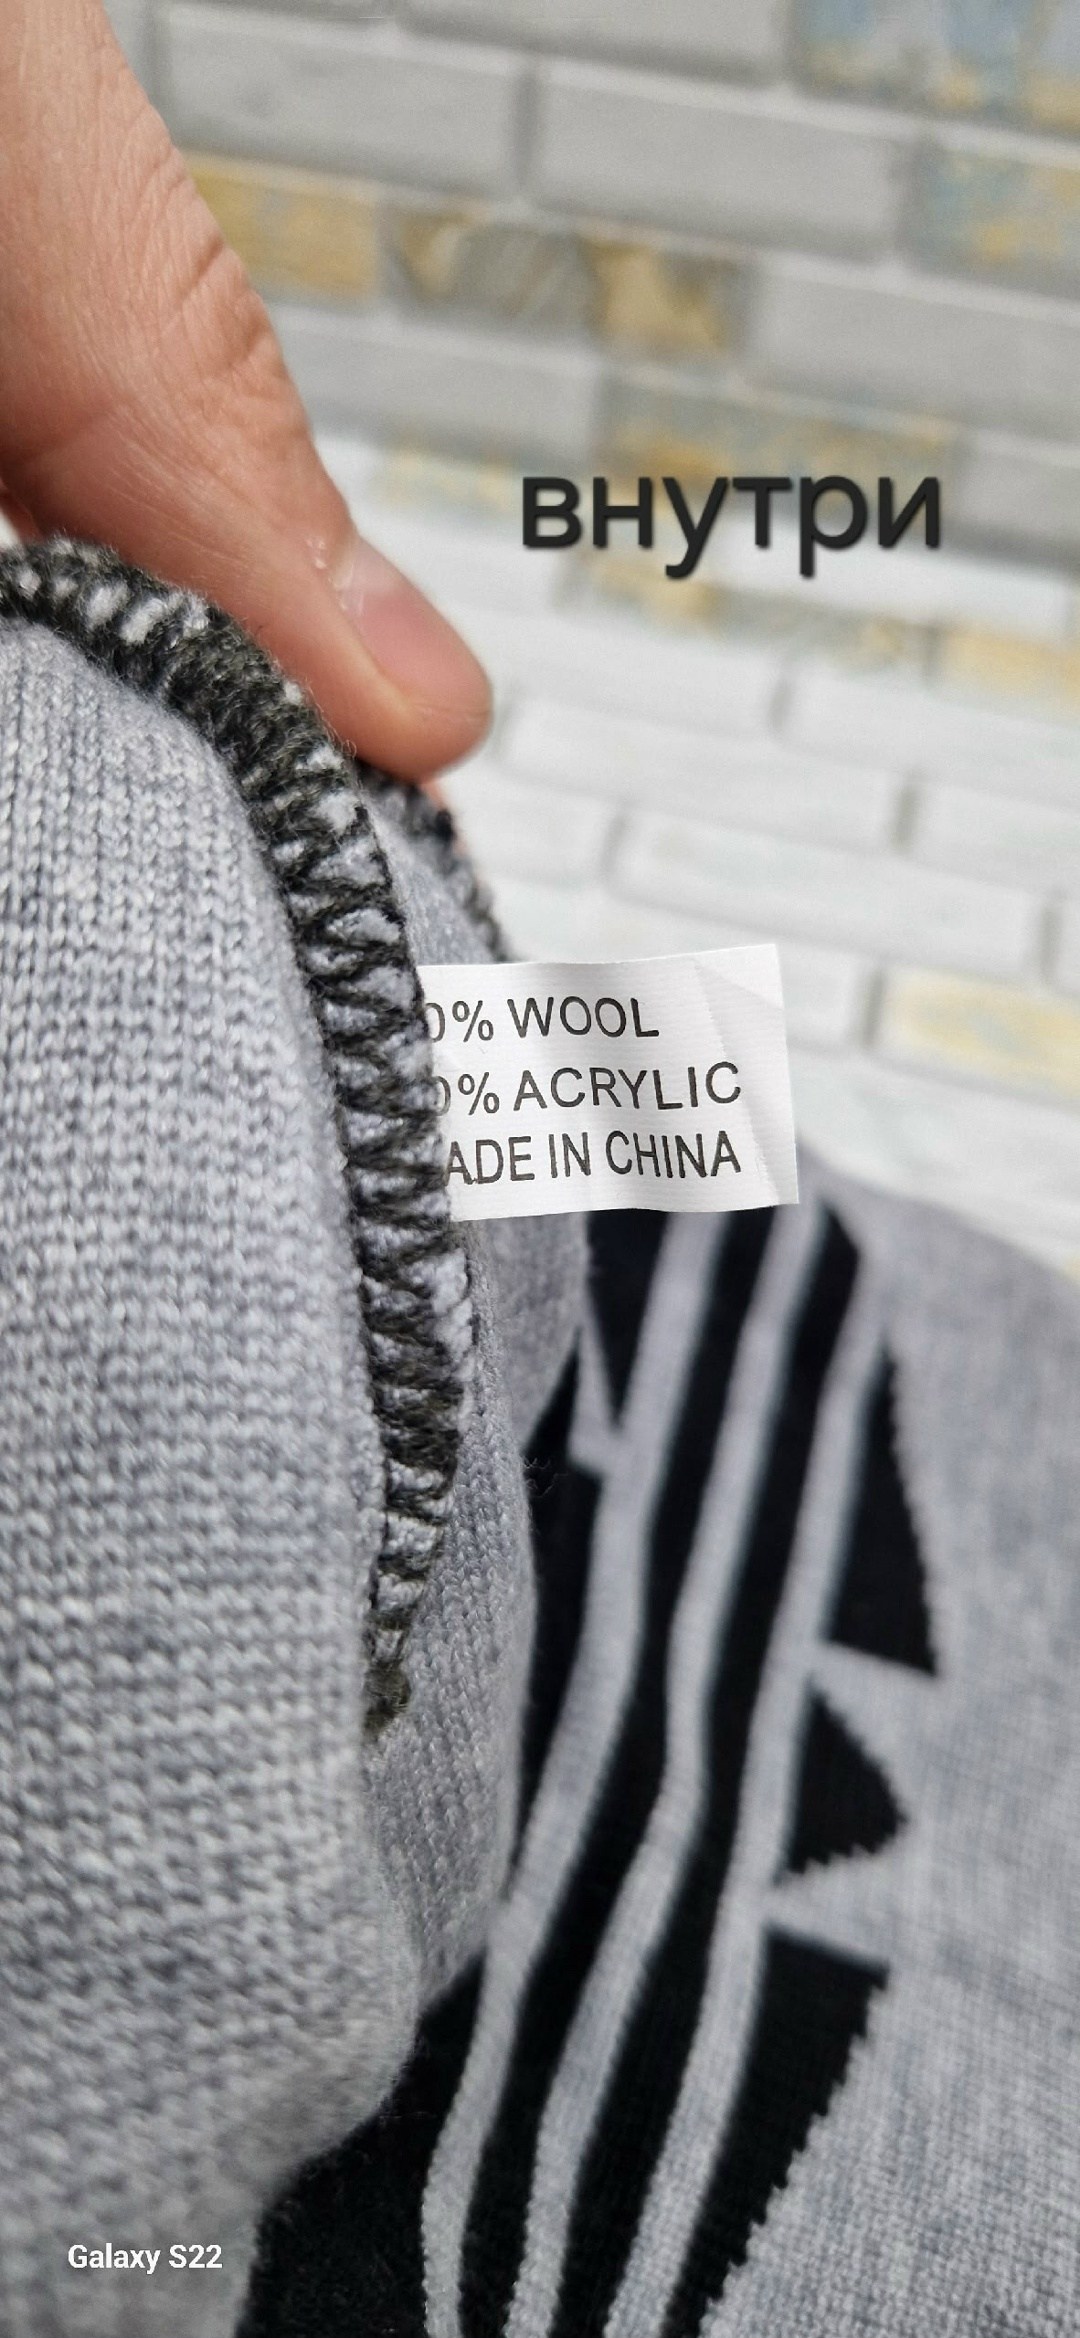 внутри
0% WOOL
0% ACRYLIC
ADE IN CHINA
Galaxy S22